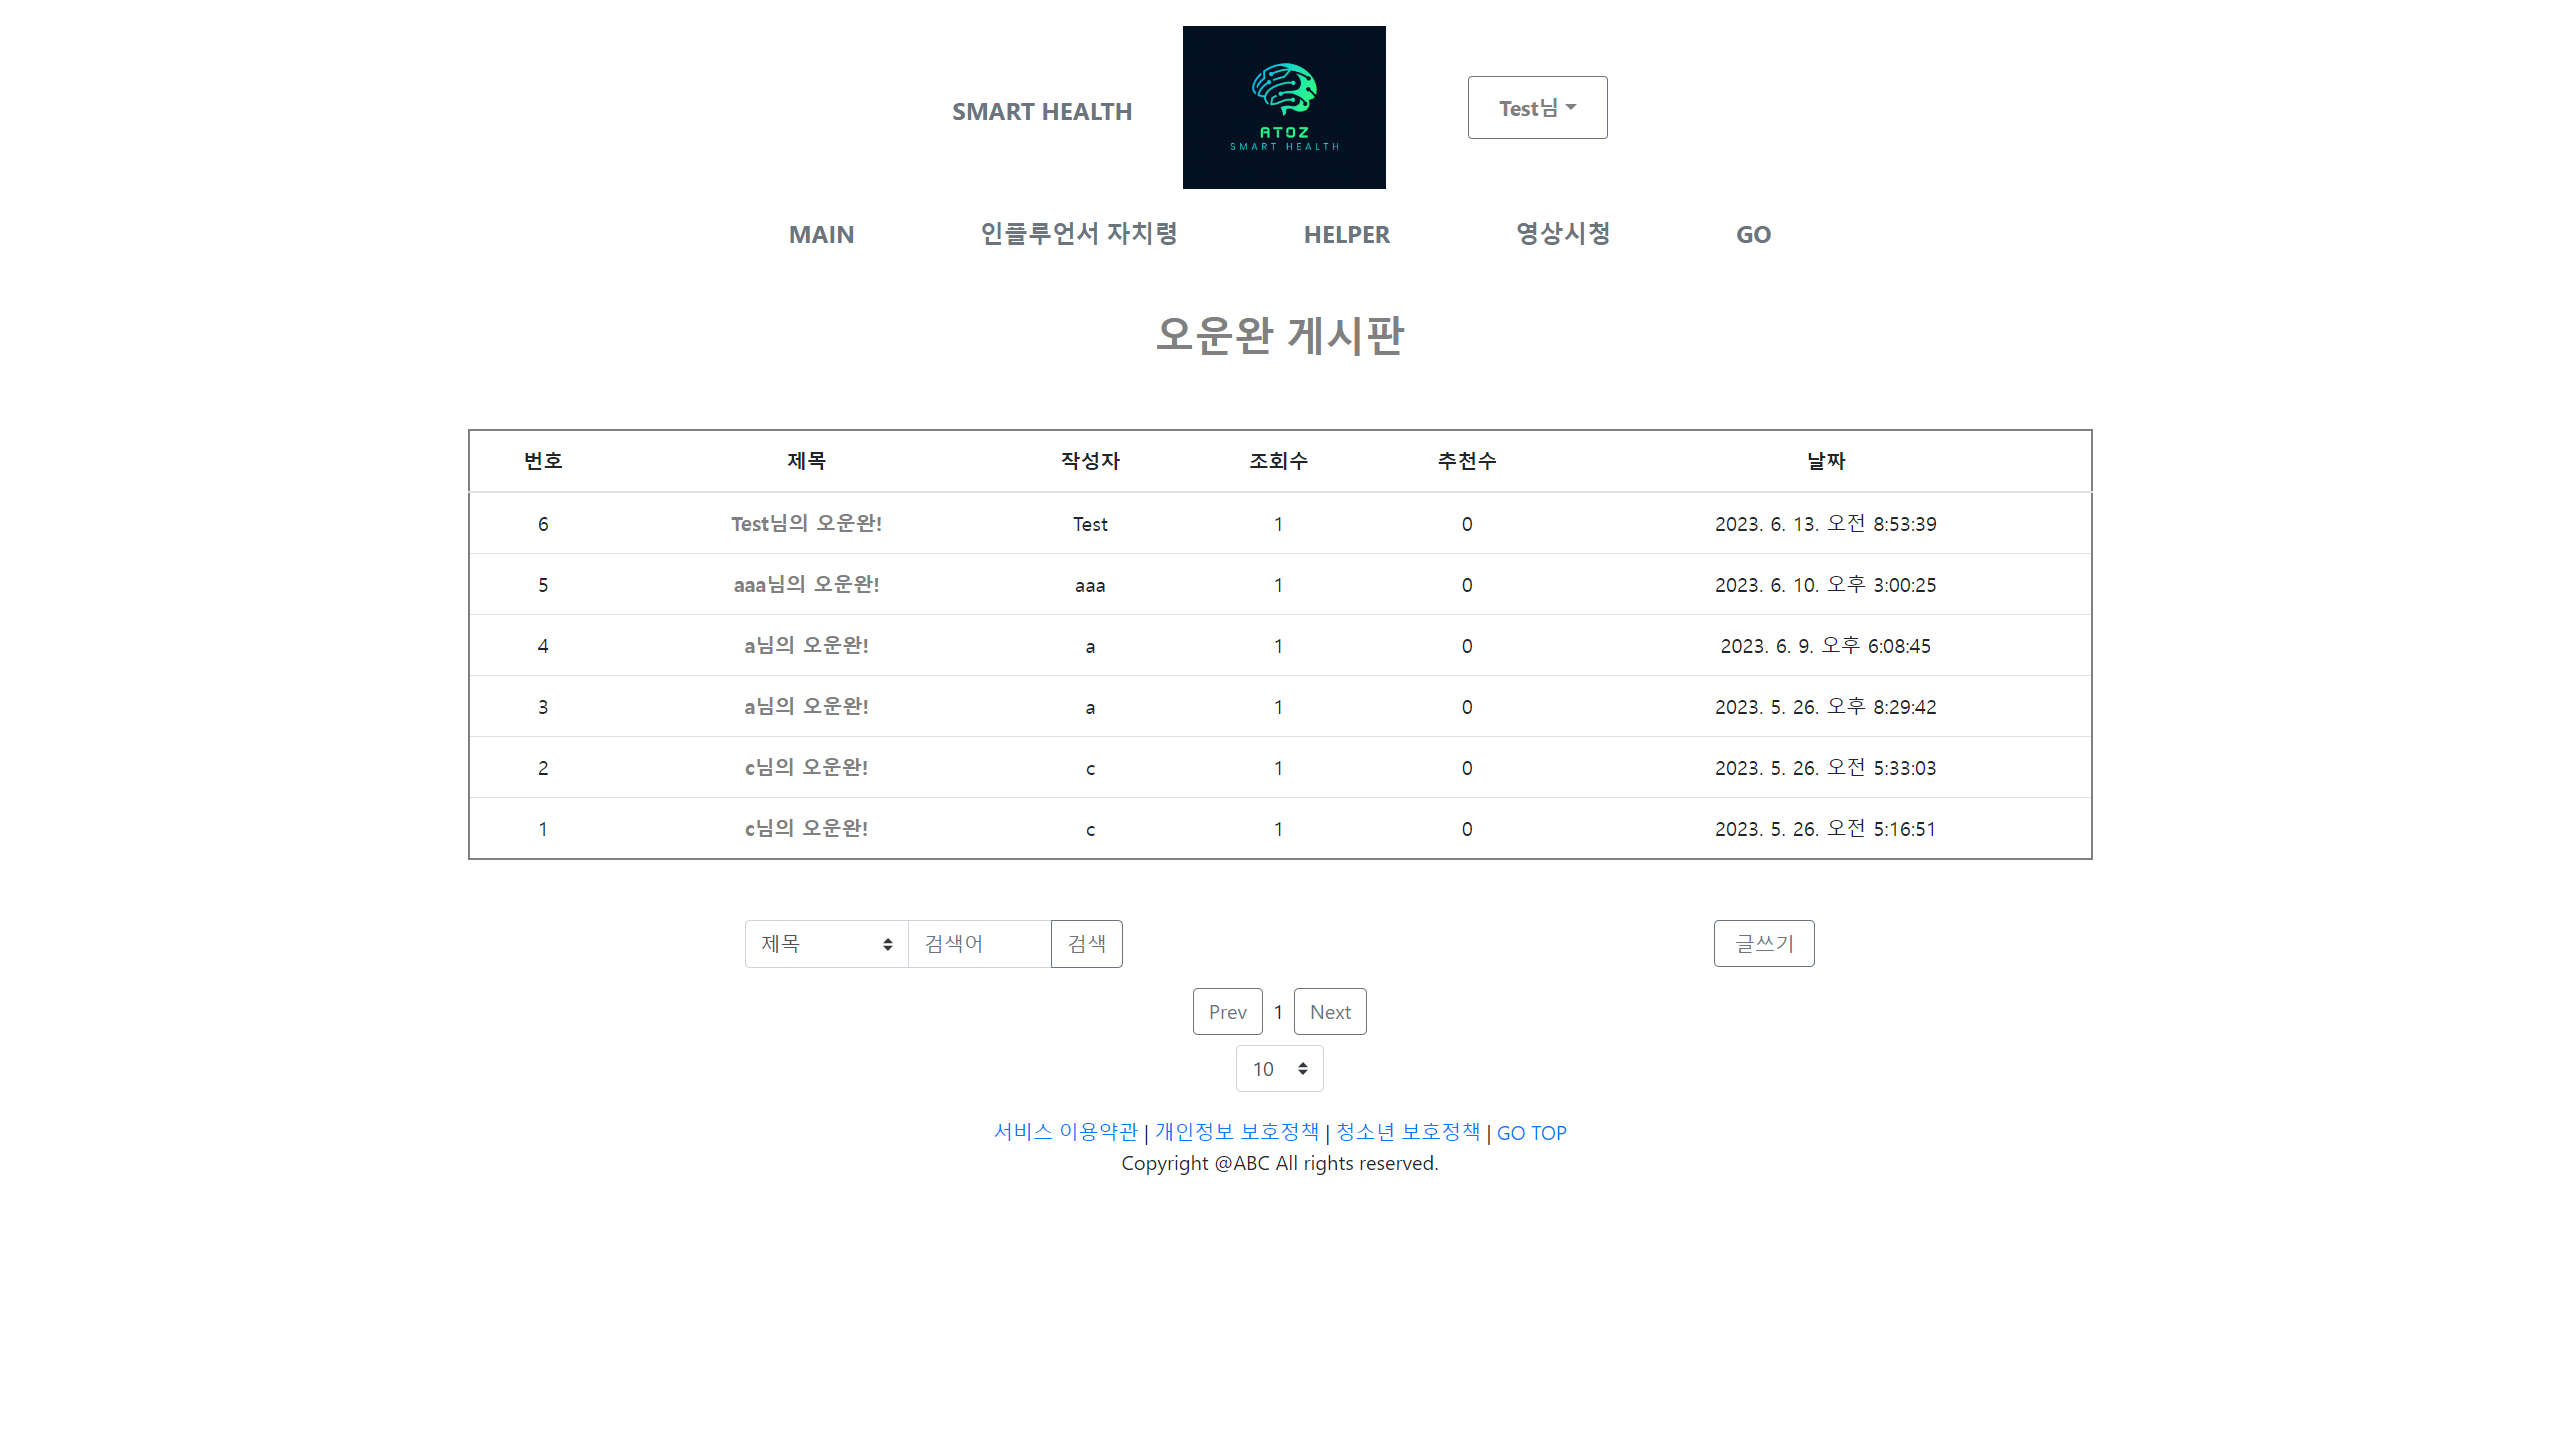 SMART HEALTH
ATOZ
SMART HEALTH
Test님
MAIN 인플루언서 자치령 HELPER 영상시청 GO
오운완 게시판
번호 제목 작성자 조회수 추천수 날짜
6 Test님의 오운완! Test 1 0 2023. 6. 13. 오전 8:53:39
5 aaa님의 오운완! aaa 1 0 2023. 6. 10. 오후 3:00:25
4 a님의 오운완! a 1 0 2023. 6. 9. 오후 6:08:45
3 a님의 오운완! a 1 0 2023. 5. 26. 오후 8:29:42
2 c님의 오운완! c 1 0 2023. 5. 26. 오전 5:33:03
1 c님의 오운완! c 1 0 2023. 5. 26. 오전 5:16:51
제목 검색어 검색 글쓰기
Prev 1 Next
10
서비스 이용약관 | 개인정보 보호정책 | 청소년 보호정책 | GO TOP
Copyright @ABC All rights reserved.